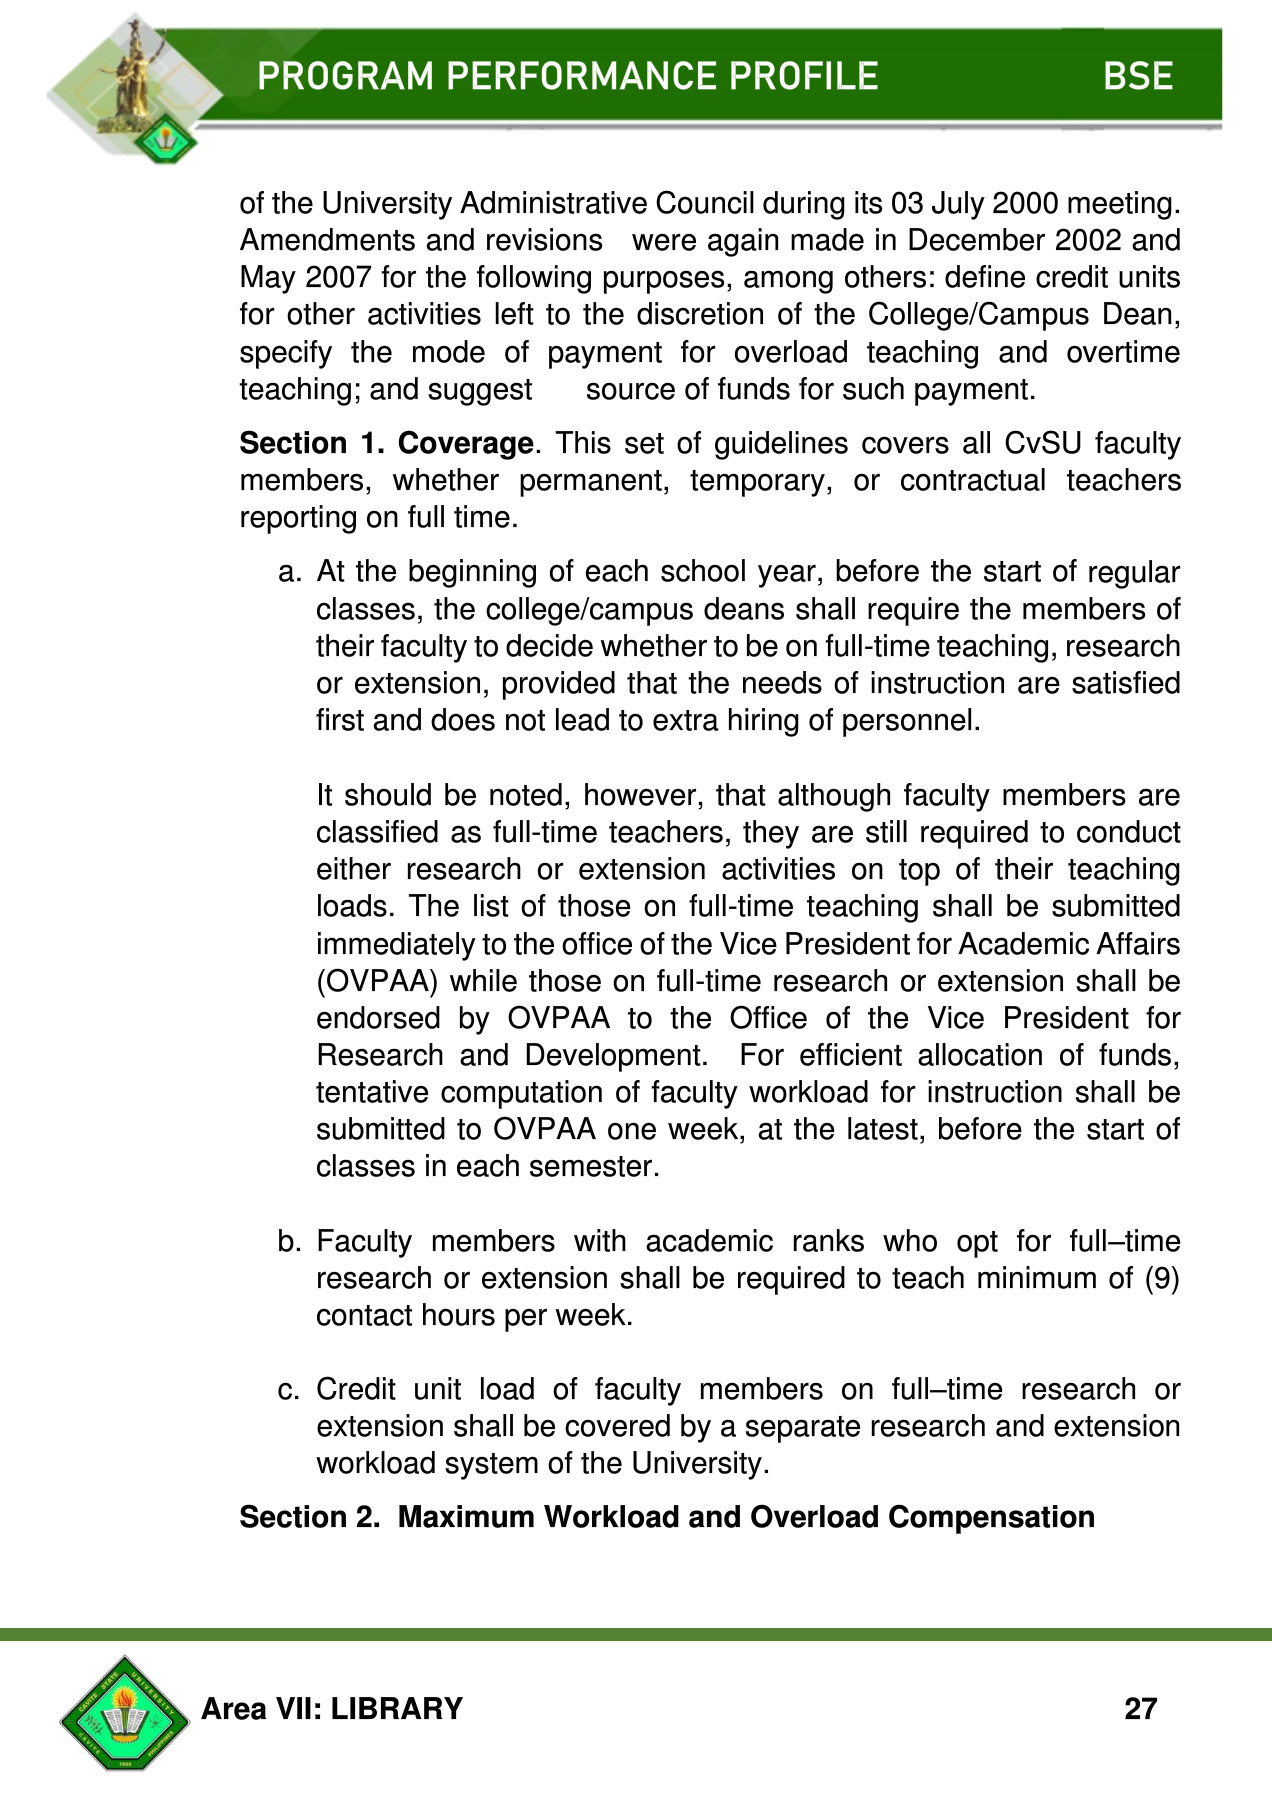 PROGRAM PERFORMANCE PROFILE BSE
of the University Administrative Council during its 03 July 2000 meeting.
Amendments and revisions were again made in December 2002 and
May 2007 for the following purposes, among others: define credit units
for other activities left to the discretion of the College/Campus Dean,
specify the mode of payment for overload teaching and overtime
teaching; and suggest source of funds for such payment.
Section 1. Coverage. This set of guidelines covers all CvSU faculty
members, whether permanent, temporary, or contractual teachers
reporting on full time.
a. At the beginning of each school year, before the start of regular
classes, the college/campus deans shall require the members of
their faculty to decide whether to be on full-time teaching, research
or extension, provided that the needs of instruction are satisfied
first and does not lead to extra hiring of personnel.
It should be noted, however, that although faculty members are
classified as full-time teachers, they are still required to conduct
either research or extension activities on top of their teaching
loads. The list of those on full-time teaching shall be submitted
immediately to the office of the Vice President for Academic Affairs
(OVPAA) while those on full-time research or extension shall be
endorsed by OVPAA to the Office of the Vice President for
Research and Development. For efficient allocation of funds,
tentative computation of faculty workload for instruction shall be
submitted to OVPAA one week, at the latest, before the start of
classes in each semester.
b. Faculty members with academic ranks who opt for full–time
research or extension shall be required to teach minimum of (9)
contact hours per week.
c. Credit unit load of faculty members on full–time research or
extension shall be covered by a separate research and extension
workload system of the University.
Section 2. Maximum Workload and Overload Compensation
CAVITE STATE UNIVERSITY
CAVITE 1906 PHILIPPINES
Area VII: LIBRARY 27